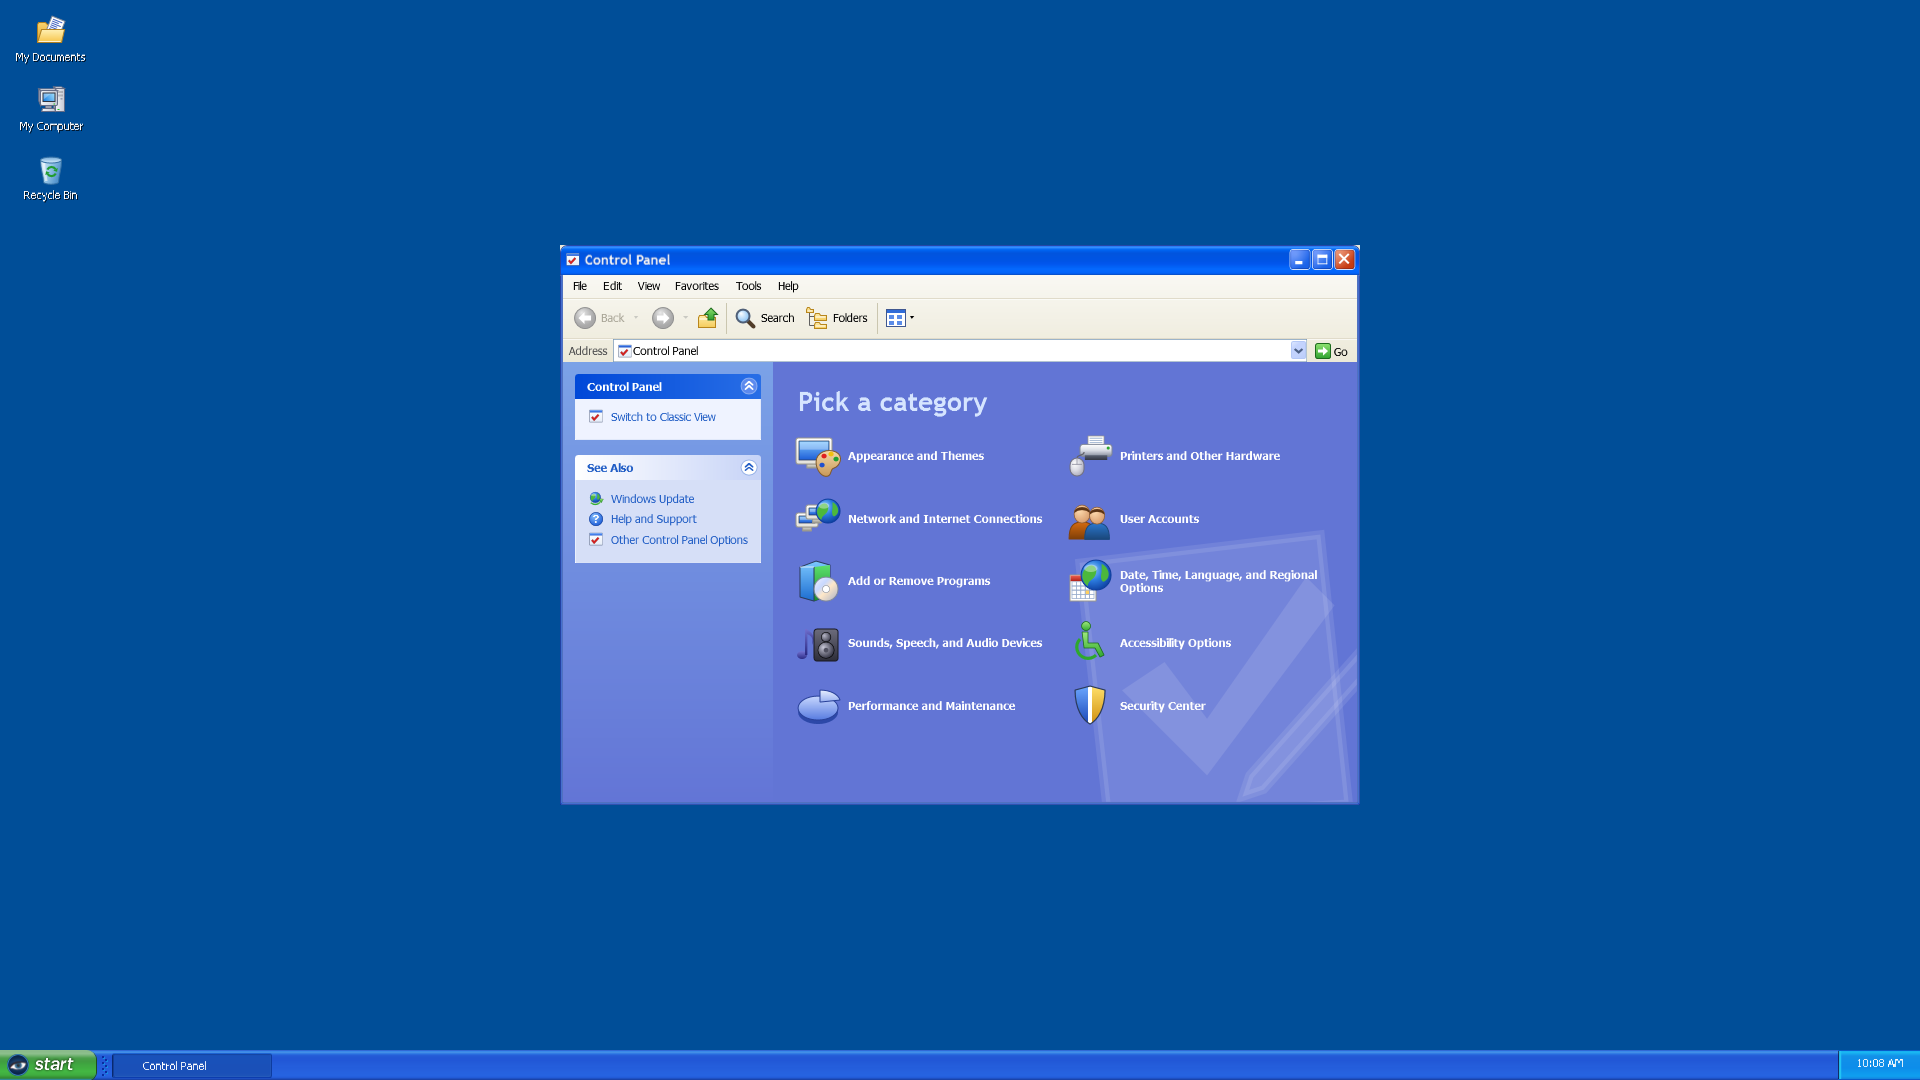 My Documents
My Computer
Recycle Bin
Control Panel
File Edit View Favorites Tools Help
Back Search Folders
Address Control Panel Go
Control Panel
Switch to Classic View
See Also
Windows Update
Help and Support
Other Control Panel Options
Pick a category
Appearance and Themes
Printers and Other Hardware
Network and Internet Connections
User Accounts
Add or Remove Programs
Date, Time, Language, and Regional
Options
Sounds, Speech, and Audio Devices
Accessibility Options
Performance and Maintenance
Security Center
start
Control Panel
10:08 AM